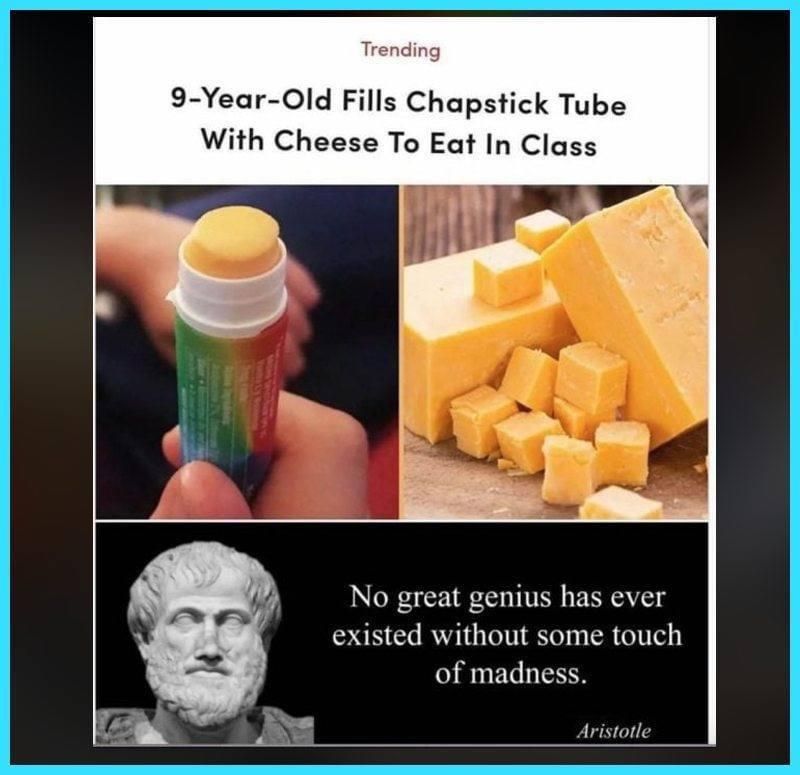 Trending
9-Year-Old Fills Chapstick Tube
With Cheese To Eat In Class
No great genius has ever
existed without some touch
of madness.
Aristotle